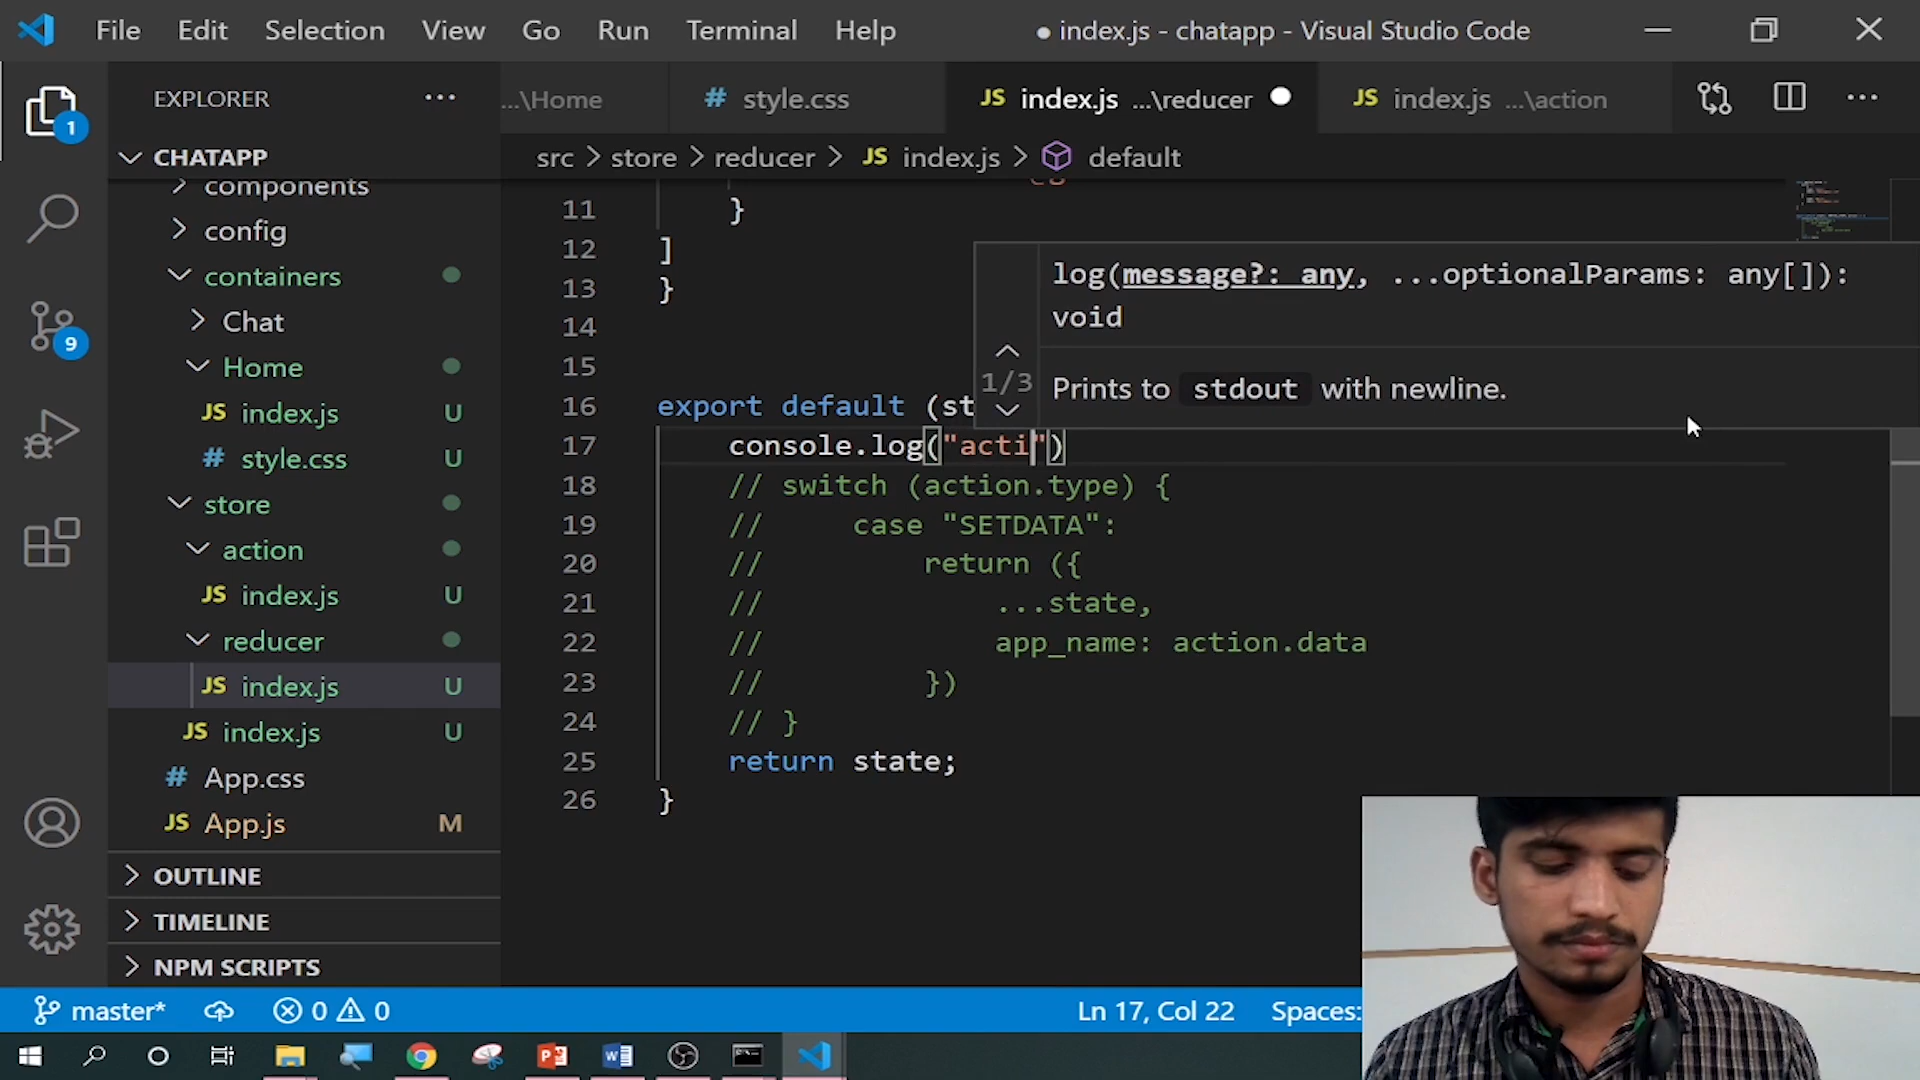 File Edit Selection View Go Run Terminal Help
● index.js - chatapp - Visual Studio Code
EXPLORER ···
...\Home
# style.css
JS index.js ...\reducer
JS index.js ...\action
1
CHATAPP
src > store > reducer > JS index.js > default
components
config
containers
Chat
Home
JS index.js U
# style.css U
store
action
JS index.js U
reducer
JS index.js U
JS index.js U
# App.css
JS App.js M
OUTLINE
TIMELINE
NPM SCRIPTS
9
11 }
12 ]
13 }
14
15
16 export default (st
17 console.log("acti")
18 // switch (action.type) {
19 // case "SETDATA":
20 // return ({
21 // ...state,
22 // app_name: action.data
23 // })
24 // }
25 return state;
26 }
log(message?: any, ...optionalParams: any[]):
void
1/3
Prints to stdout with newline.
master*
0 0
Ln 17, Col 22
Spaces: